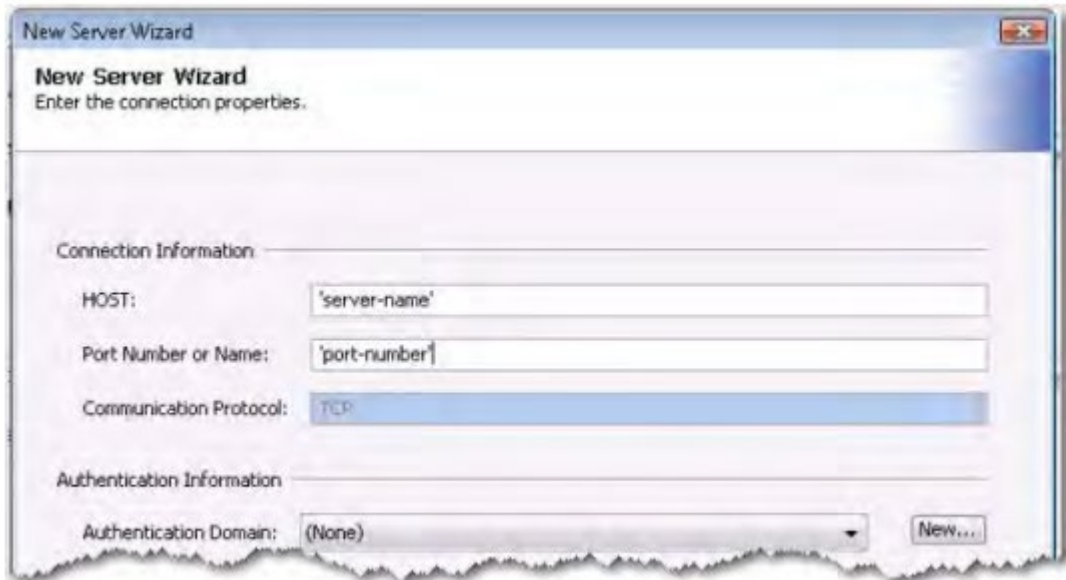 New Server Wizard
New Server Wizard
Enter the connection properties.
Connection Information
HOST: 'server-name'
Port Number or Name: 'port-number'
Communication Protocol: TCP
Authentication Information
Authentication Domain: (None) New...